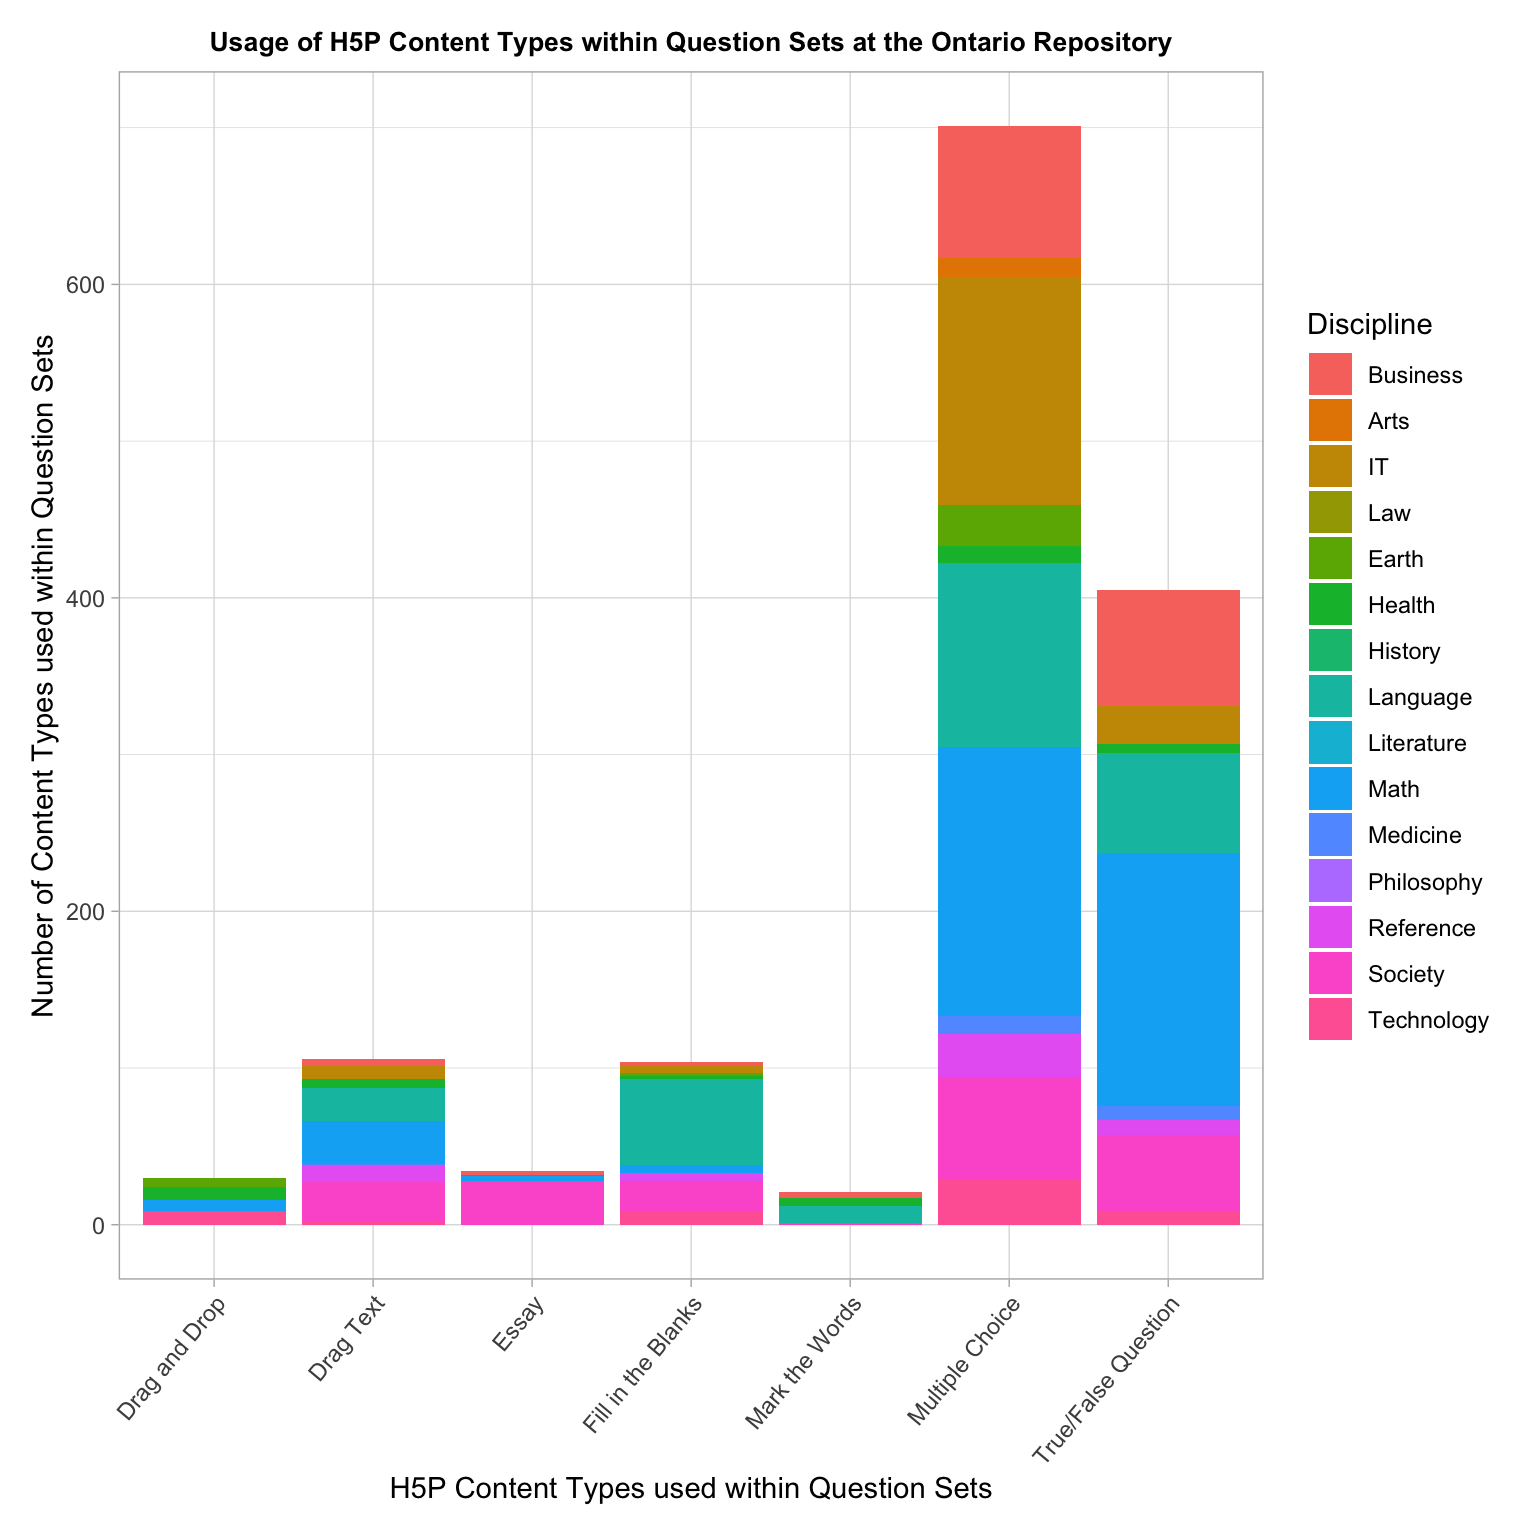 Usage of H5P Content Types within Question Sets at the Ontario Repository
Number of Content Types used within Question Sets
600
400
200
0
Drag and Drop
Drag Text
Essay
Fill in the Blanks
Mark the Words
Multiple Choice
True/False Question
H5P Content Types used within Question Sets
Discipline
Business
Arts
IT
Law
Earth
Health
History
Language
Literature
Math
Medicine
Philosophy
Reference
Society
Technology